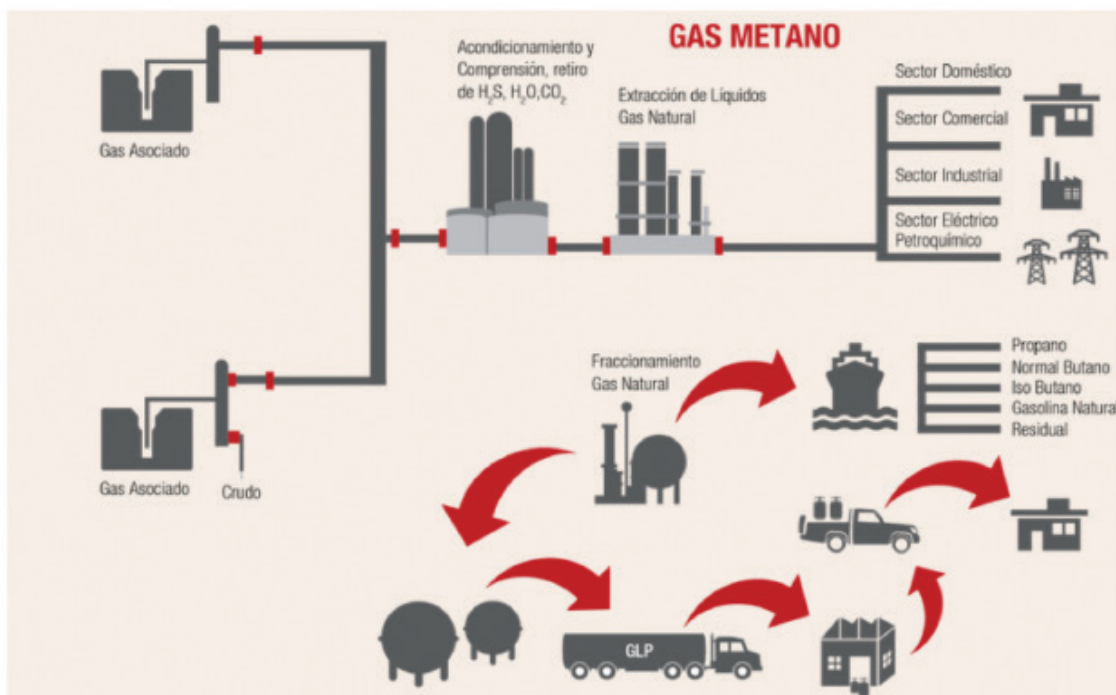 GAS METANO
Acondicionamiento y
Comprensión, retiro
de H₂S, H₂O,CO₂
Extracción de Líquidos
Gas Natural
Sector Doméstico
Sector Comercial
Sector Industrial
Sector Eléctrico
Petroquímico
Gas Asociado
Fraccionamiento
Gas Natural
Propano
Normal Butano
Iso Butano
Gasolina Natural
Residual
Gas Asociado
Crudo
GLP